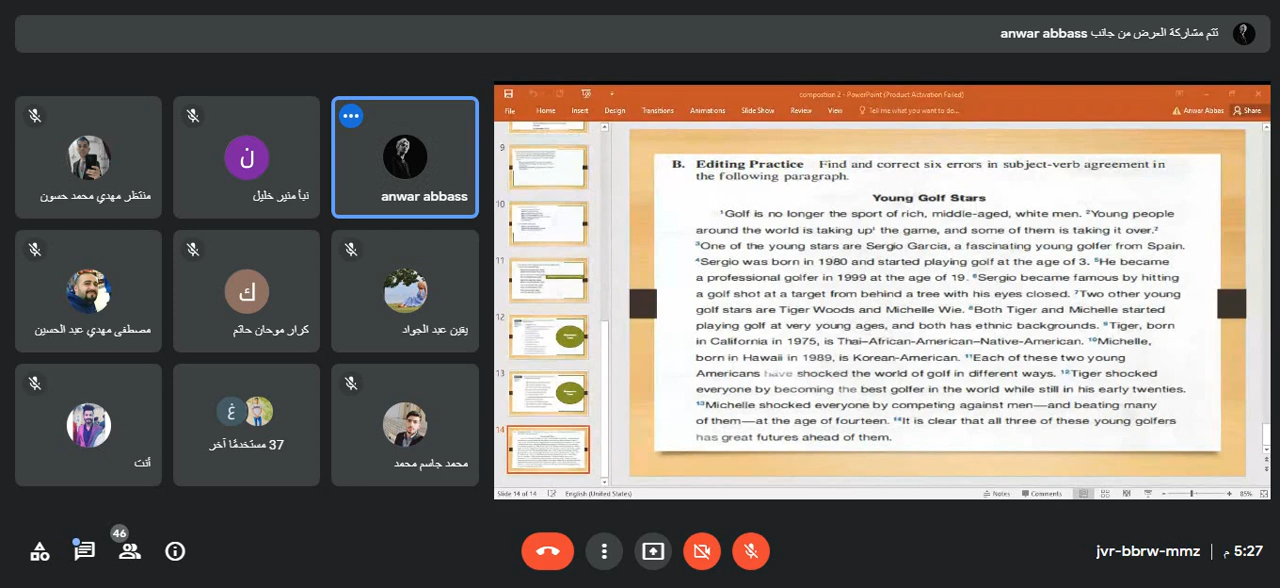 تتم مشاركة العرض من جانب anwar abbass
منتظر مهدي محمد حسون
نبأ منير خليل
anwar abbass
مصطفى مهدي عبد الحسين
كرار موحان حاتم
يقين عبد الجواد
أنت
37 مستخدمًا آخر
محمد جاسم محمد
ن
ك
غ
composition 2 - PowerPoint (Product Activation Failed)
File Home Insert Design Transitions Animations Slide Show Review View Tell me what you want to do... Anwar Abbas Share
9
10
11
12
13
14
B. Editing Practice Find and correct six errors in subject-verb agreement in
the following paragraph.
Young Golf Stars
¹Golf is no longer the sport of rich, middle-aged, white men. ²Young people
around the world is taking up¹ the game, and some of them is taking it over.²
³One of the young stars are Sergio Garcia, a fascinating young golfer from Spain.
⁴Sergio was born in 1980 and started playing golf at the age of 3. ⁵He became
a professional golfer in 1999 at the age of 19. ⁶Sergio became famous by hitting
a golf shot at a target from behind a tree with his eyes closed. ⁷Two other young
golf stars are Tiger Woods and Michelle Wie. ⁸Both Tiger and Michelle started
playing golf at very young ages, and both has ethnic backgrounds. ⁹Tiger, born
in California in 1975, is Thai–African-American–Native-American. ¹⁰Michelle,
born in Hawaii in 1989, is Korean-American. ¹¹Each of these two young
Americans have shocked the world of golf in different ways. ¹²Tiger shocked
everyone by becoming the best golfer in the world while still in his early twenties.
¹³Michelle shocked everyone by competing against men—and beating many
of them—at the age of fourteen. ¹⁴It is clear that all three of these young golfers
has great futures ahead of them.
Slide 14 of 14 English (United States) Notes Comments 85%
46
jvr-bbrw-mmz | 5:27 م